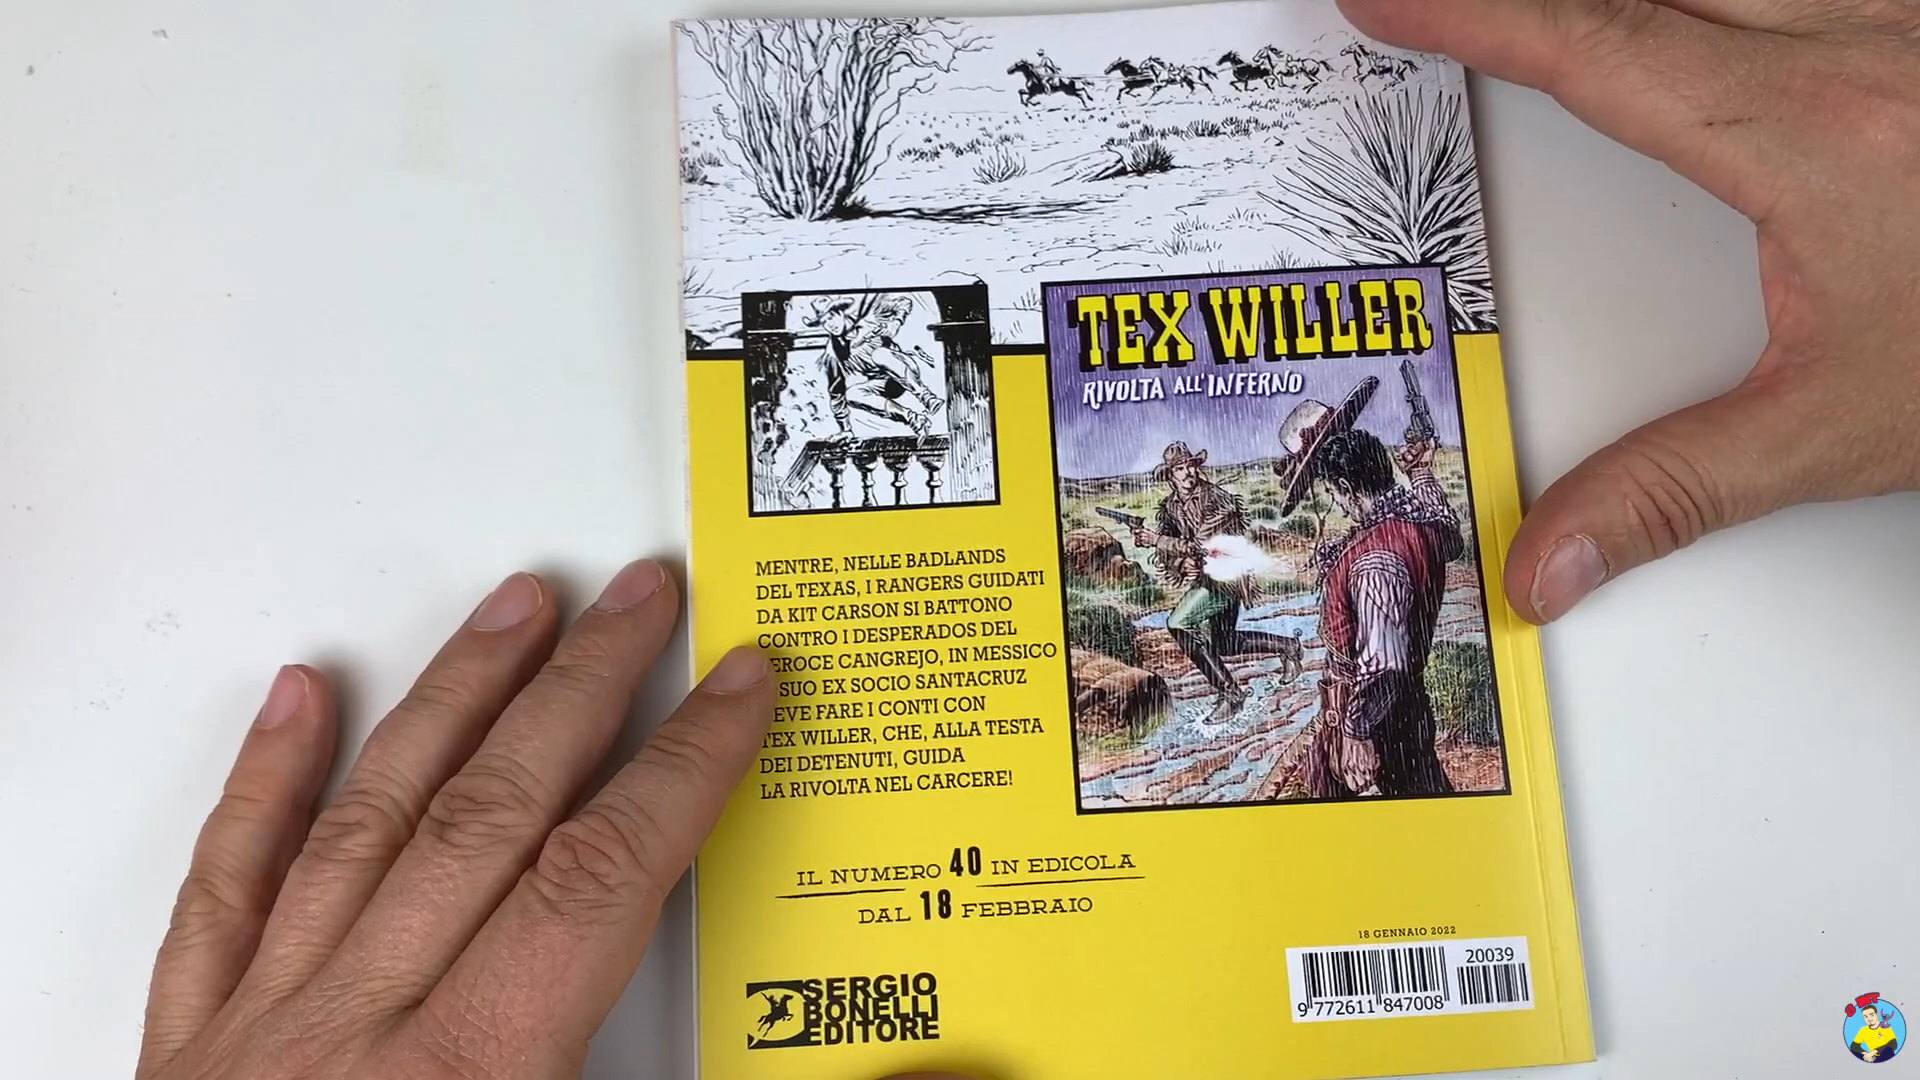 TEX WILLER
RIVOLTA ALL'INFERNO
MENTRE, NELLE BADLANDS
DEL TEXAS, I RANGERS GUIDATI
DA KIT CARSON SI BATTONO
CONTRO I DESPERADOS DEL
EROCE CANGREJO, IN MESSICO
SUO EX SOCIO SANTACRUZ
EVE FARE I CONTI CON
TEX WILLER, CHE, ALLA TESTA
DEI DETENUTI, GUIDA
LA RIVOLTA NEL CARCERE!
IL NUMERO 40 IN EDICOLA
DAL 18 FEBBRAIO
18 GENNAIO 2022
20039
9 772611 847008
SERGIO
BONELLI
EDITORE